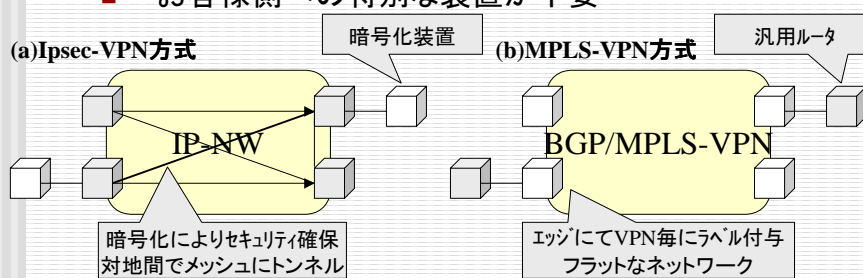 お客様側への特別な装置が不要
(a)Ipsec-VPN方式
暗号化装置
IP-NW
暗号化によりセキュリティ確保
対地間でメッシュにトンネル
(b)MPLS-VPN方式
汎用ルータ
BGP/MPLS-VPN
エッジにてVPN毎にラベル付与
フラットなネットワーク